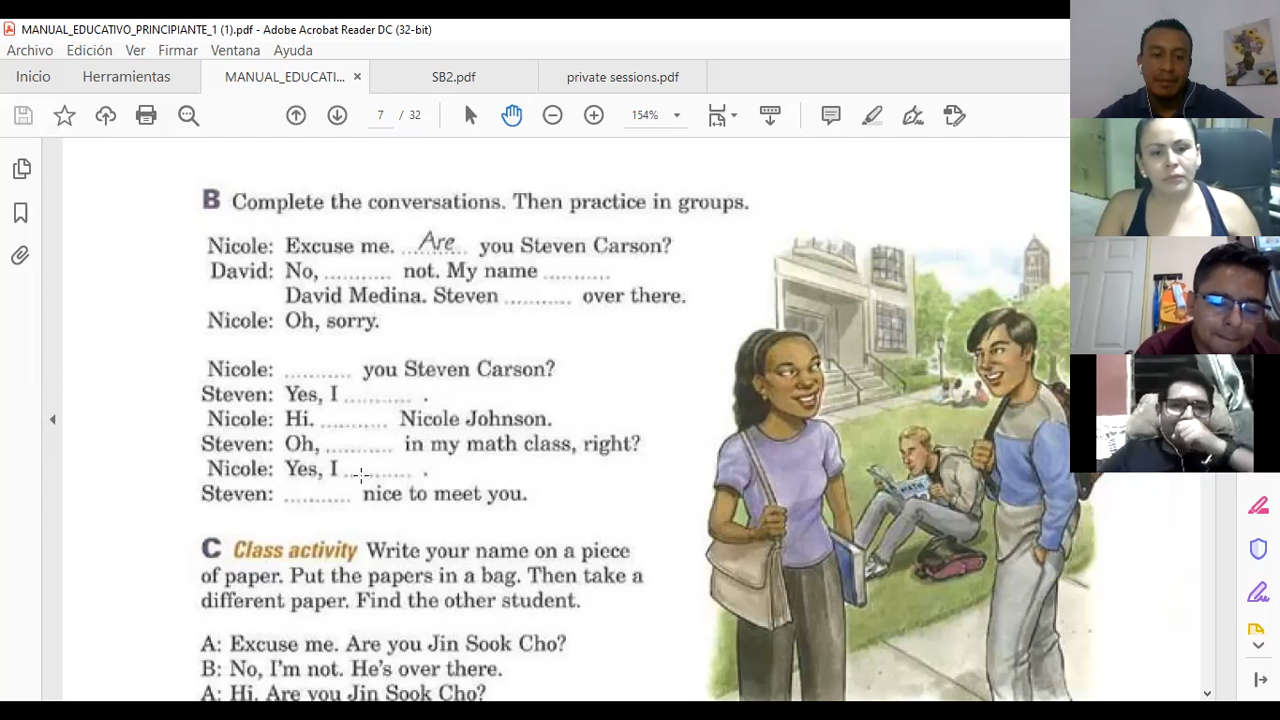 MANUAL_EDUCATIVO_PRINCIPIANTE_1 (1).pdf - Adobe Acrobat Reader DC (32-bit)
Archivo Edición Ver Firmar Ventana Ayuda
Inicio Herramientas MANUAL_EDUCATI... × SB2.pdf private sessions.pdf
7 / 32 154%
B Complete the conversations. Then practice in groups.
Nicole: Excuse me. ...Are... you Steven Carson?
David: No, .......... not. My name ..........
David Medina. Steven .......... over there.
Nicole: Oh, sorry.
Nicole: .......... you Steven Carson?
Steven: Yes, I .......... .
Nicole: Hi. .......... Nicole Johnson.
Steven: Oh, .......... in my math class, right?
Nicole: Yes, I .......... .
Steven: .......... nice to meet you.
C Class activity Write your name on a piece
of paper. Put the papers in a bag. Then take a
different paper. Find the other student.
A: Excuse me. Are you Jin Sook Cho?
B: No, I'm not. He's over there.
A: Hi. Are you Jin Sook Cho?
MATH